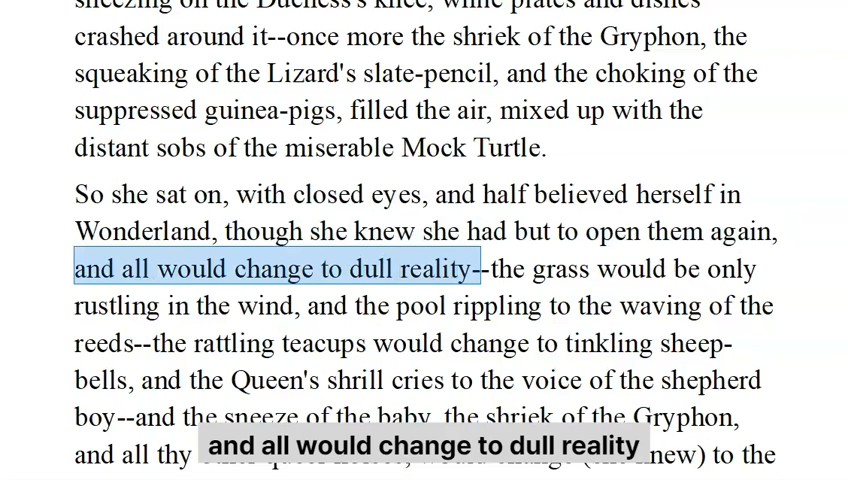 crashed around it--once more the shriek of the Gryphon, the
squeaking of the Lizard's slate-pencil, and the choking of the
suppressed guinea-pigs, filled the air, mixed up with the
distant sobs of the miserable Mock Turtle.
So she sat on, with closed eyes, and half believed herself in
Wonderland, though she knew she had but to open them again,
and all would change to dull reality--the grass would be only
rustling in the wind, and the pool rippling to the waving of the
reeds--the rattling teacups would change to tinkling sheep-
bells, and the Queen's shrill cries to the voice of the shepherd
boy--and the sneeze of the baby, the shriek of the Gryphon,
and all thy knew) to the
and all would change to dull reality